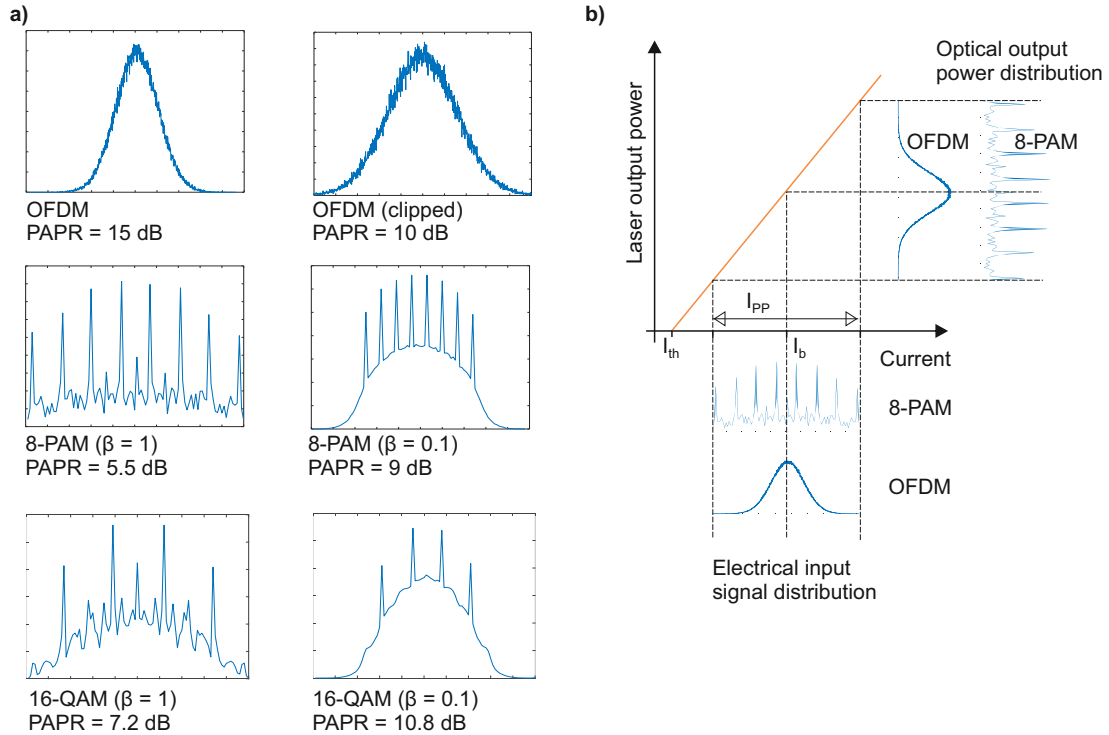 a)
OFDM
PAPR = 15 dB
OFDM (clipped)
PAPR = 10 dB
8-PAM (β = 1)
PAPR = 5.5 dB
8-PAM (β = 0.1)
PAPR = 9 dB
16-QAM (β = 1)
PAPR = 7.2 dB
16-QAM (β = 0.1)
PAPR = 10.8 dB
b)
Optical output
power distribution
Laser output power
OFDM
8-PAM
I_PP
I_th
I_b
Current
8-PAM
OFDM
Electrical input
signal distribution